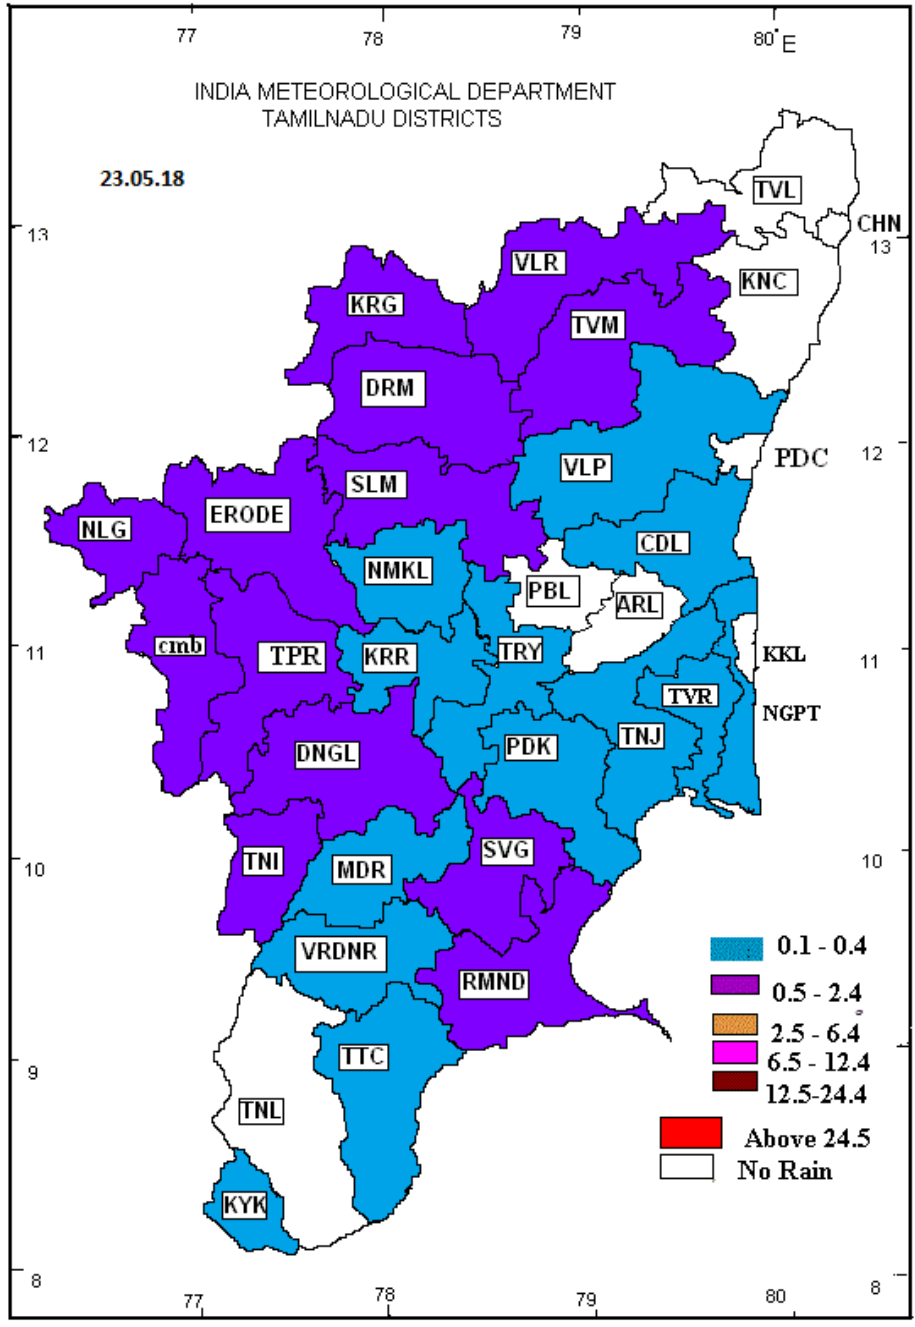 77 78 79 80° E
INDIA METEOROLOGICAL DEPARTMENT
TAMILNADU DISTRICTS
23.05.18
TVL
CHN
13 13
VLR
KNC
KRG
TVM
DRM
12 12
VLP PDC
SLM
ERODE
NLG
CDL
NMKL
PBL
ARL
cmb TPR KRR TRY KKL
11 11
TVR
NGPT
DNGL PDK TNJ
10 10
TNI MDR SVG
VRDNR
0.1 - 0.4
RMND
0.5 - 2.4
2.5 - 6.4
TTC
6.5 - 12.4
9 9
12.5-24.4
TNL
Above 24.5
No Rain
KYK
8 8
77 78 79 80